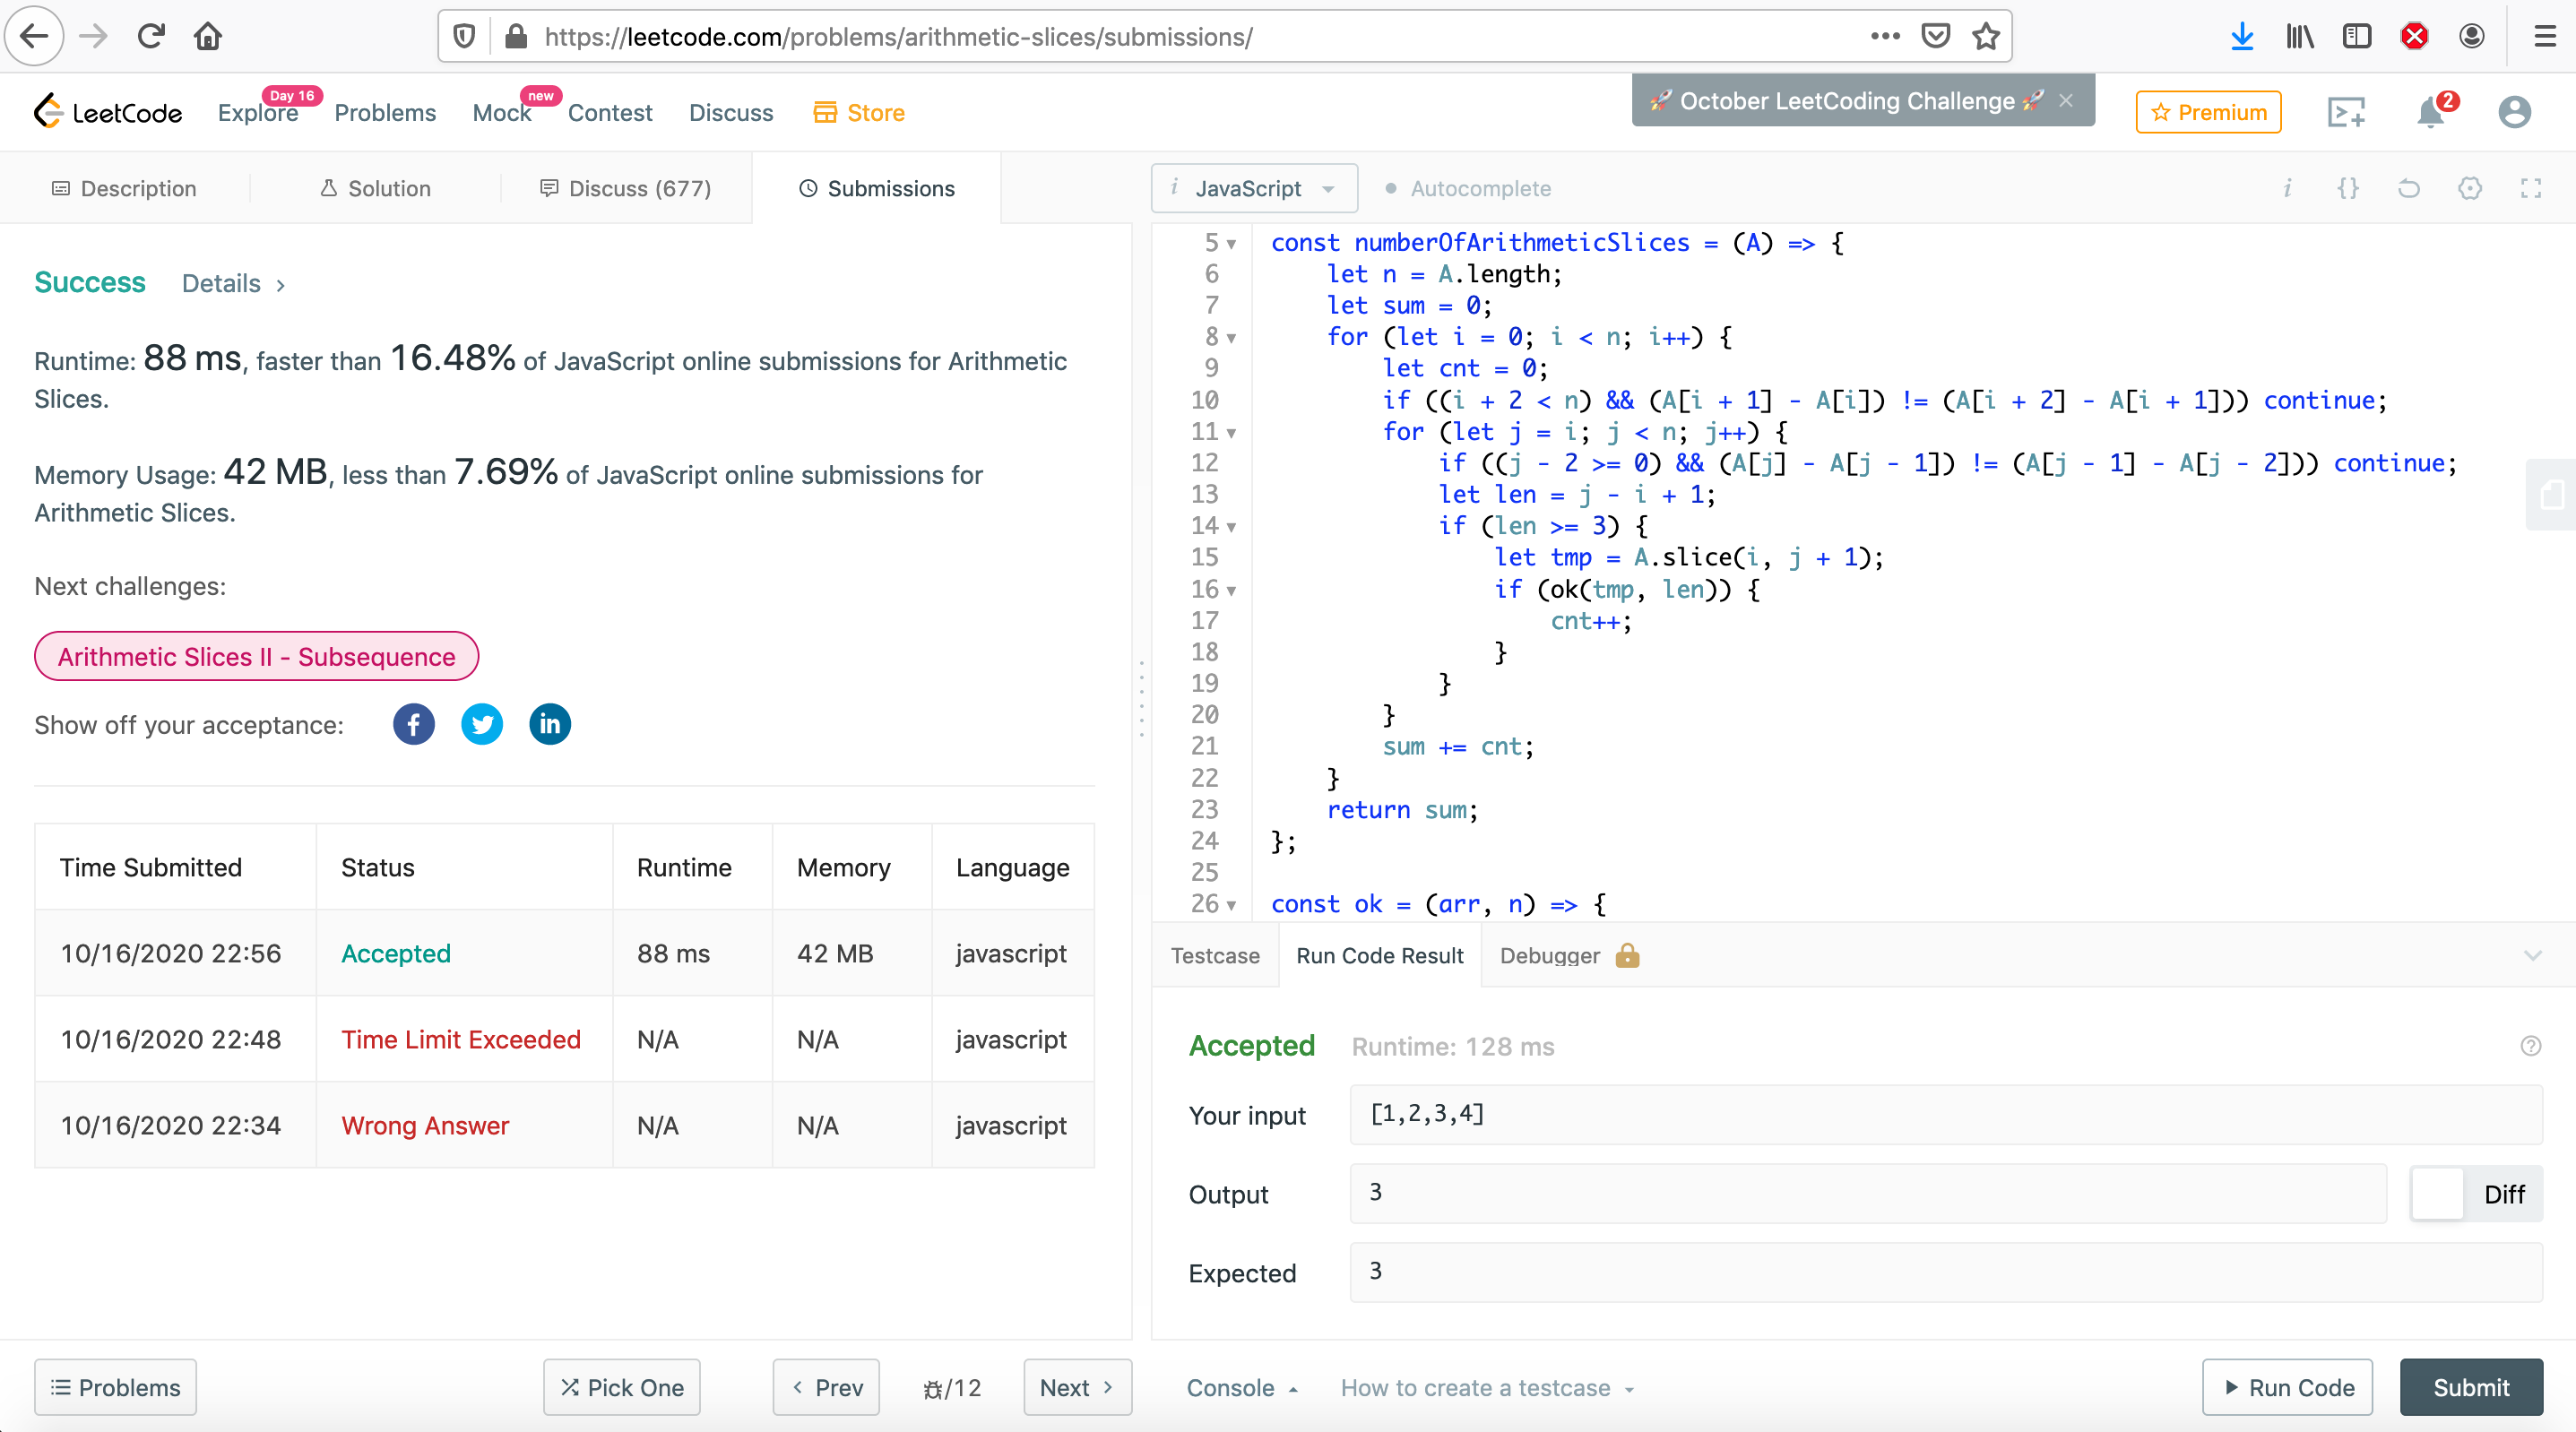 https://leetcode.com/problems/arithmetic-slices/submissions/
LeetCode
Explore
Day 16
Problems
Mock
new
Contest
Discuss
Store
🚀 October LeetCoding Challenge 🚀 ×
Premium
2
Description
Solution
Discuss (677)
Submissions
Success
Details >
Runtime: 88 ms, faster than 16.48% of JavaScript online submissions for Arithmetic
Slices.
Memory Usage: 42 MB, less than 7.69% of JavaScript online submissions for
Arithmetic Slices.
Next challenges:
Arithmetic Slices II - Subsequence
Show off your acceptance:
f
in
Time Submitted Status Runtime Memory Language
10/16/2020 22:56 Accepted 88 ms 42 MB javascript
10/16/2020 22:48 Time Limit Exceeded N/A N/A javascript
10/16/2020 22:34 Wrong Answer N/A N/A javascript
Problems
Pick One
< Prev
/12
Next >
i JavaScript
Autocomplete
i {}
5 const numberOfArithmeticSlices = (A) => {
6 let n = A.length;
7 let sum = 0;
8 for (let i = 0; i < n; i++) {
9 let cnt = 0;
10 if ((i + 2 < n) && (A[i + 1] - A[i]) != (A[i + 2] - A[i + 1])) continue;
11 for (let j = i; j < n; j++) {
12 if ((j - 2 >= 0) && (A[j] - A[j - 1]) != (A[j - 1] - A[j - 2])) continue;
13 let len = j - i + 1;
14 if (len >= 3) {
15 let tmp = A.slice(i, j + 1);
16 if (ok(tmp, len)) {
17 cnt++;
18 }
19 }
20 }
21 sum += cnt;
22 }
23 return sum;
24 };
25
26 const ok = (arr, n) => {
Testcase
Run Code Result
Debugger
Accepted
Runtime: 128 ms
?
Your input
[1,2,3,4]
Output
3
Diff
Expected
3
Console
How to create a testcase
Run Code
Submit